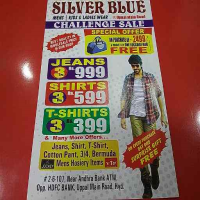 SILVER BLUE
MENS | KIDS & LADIES WEAR
CHALLENGE SALE
SPECIAL OFFER
FREE
JEANS
3 999
SHIRTS
3 599
T-SHIRTS
3 399
& Many More Offers...
Jeans, Shirt, T-Shirt,
Cotton Pant, 3/4, Bermuda
Mens Hosiery Items
FREE
# 2-6-107, Near Andhra Bank ATM
Opp. HDFC BANK, Uppal Main Road, Hyd.